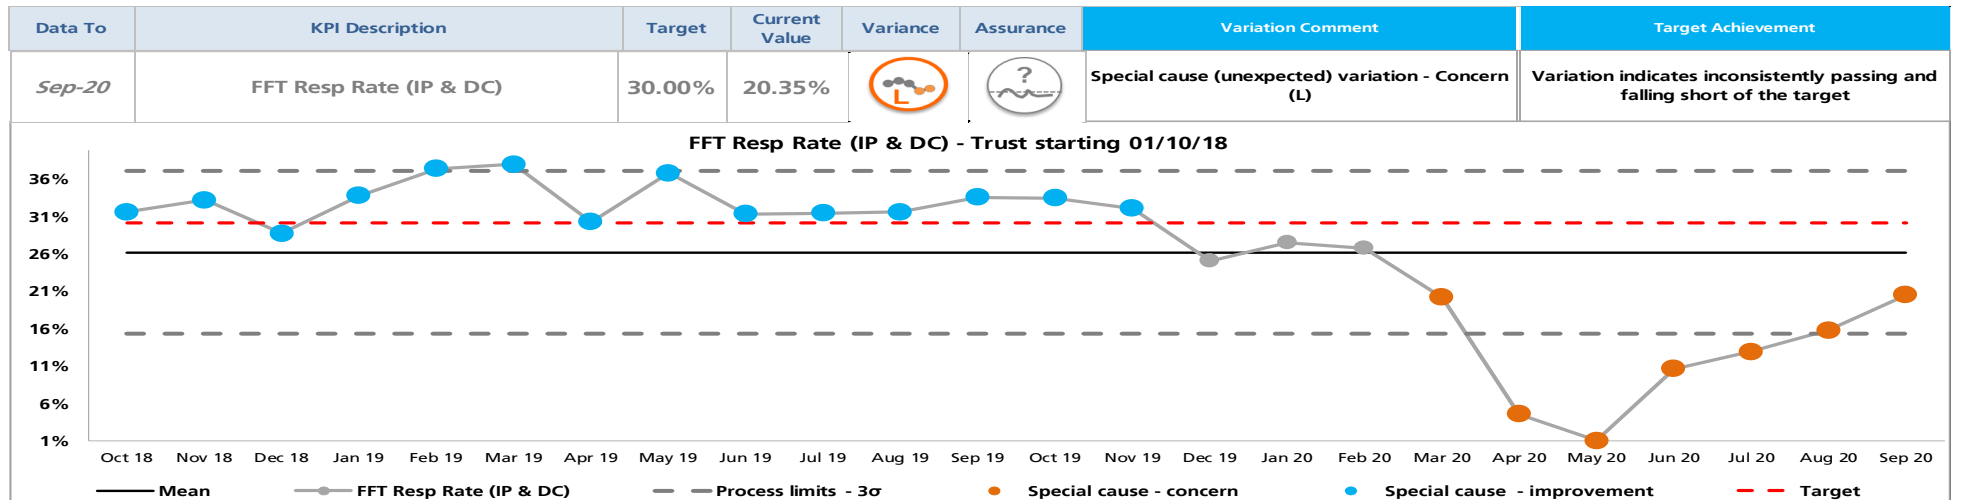 Data To KPI Description Target Current Value Variance Assurance Variation Comment Target Achievement
Sep-20 FFT Resp Rate (IP & DC) 30.00% 20.35% L ? Special cause (unexpected) variation - Concern (L) Variation indicates inconsistently passing and falling short of the target
FFT Resp Rate (IP & DC) - Trust starting 01/10/18
36%
31%
26%
21%
16%
11%
6%
1%
Oct 18 Nov 18 Dec 18 Jan 19 Feb 19 Mar 19 Apr 19 May 19 Jun 19 Jul 19 Aug 19 Sep 19 Oct 19 Nov 19 Dec 19 Jan 20 Feb 20 Mar 20 Apr 20 May 20 Jun 20 Jul 20 Aug 20 Sep 20
Mean FFT Resp Rate (IP & DC) Process limits - 3σ Special cause - concern Special cause - improvement Target